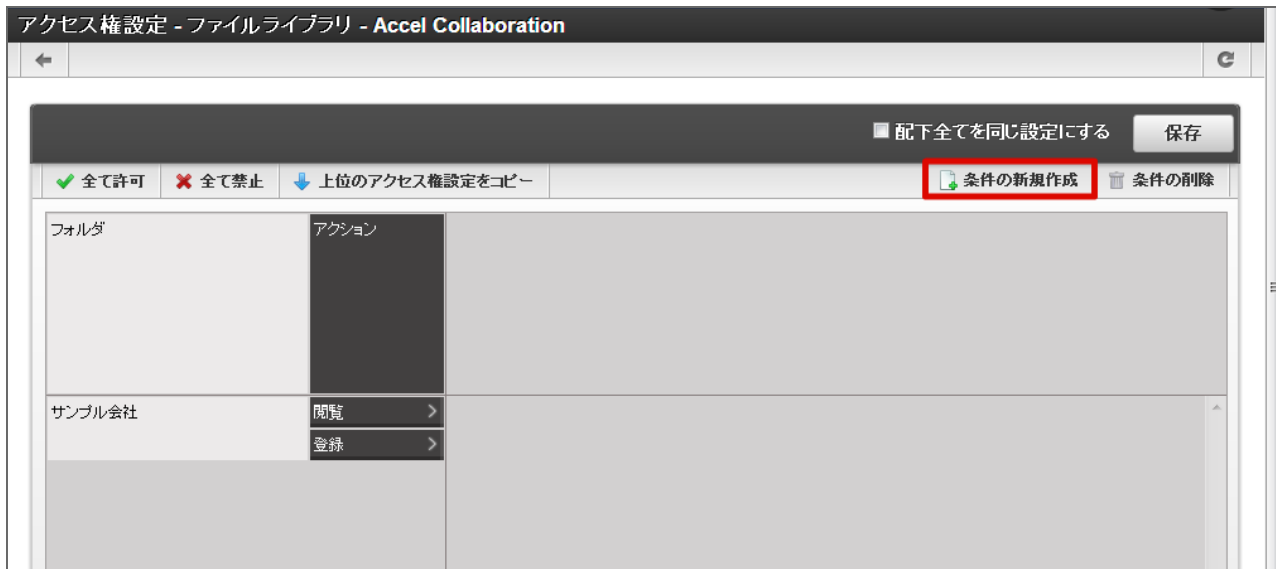 アクセス権設定 - ファイルライブラリ - Accel Collaboration
配下全てを同じ設定にする 保存
全て許可 全て禁止 上位のアクセス権設定をコピー 条件の新規作成 条件の削除
フォルダ アクション
サンプル会社 閲覧
登録